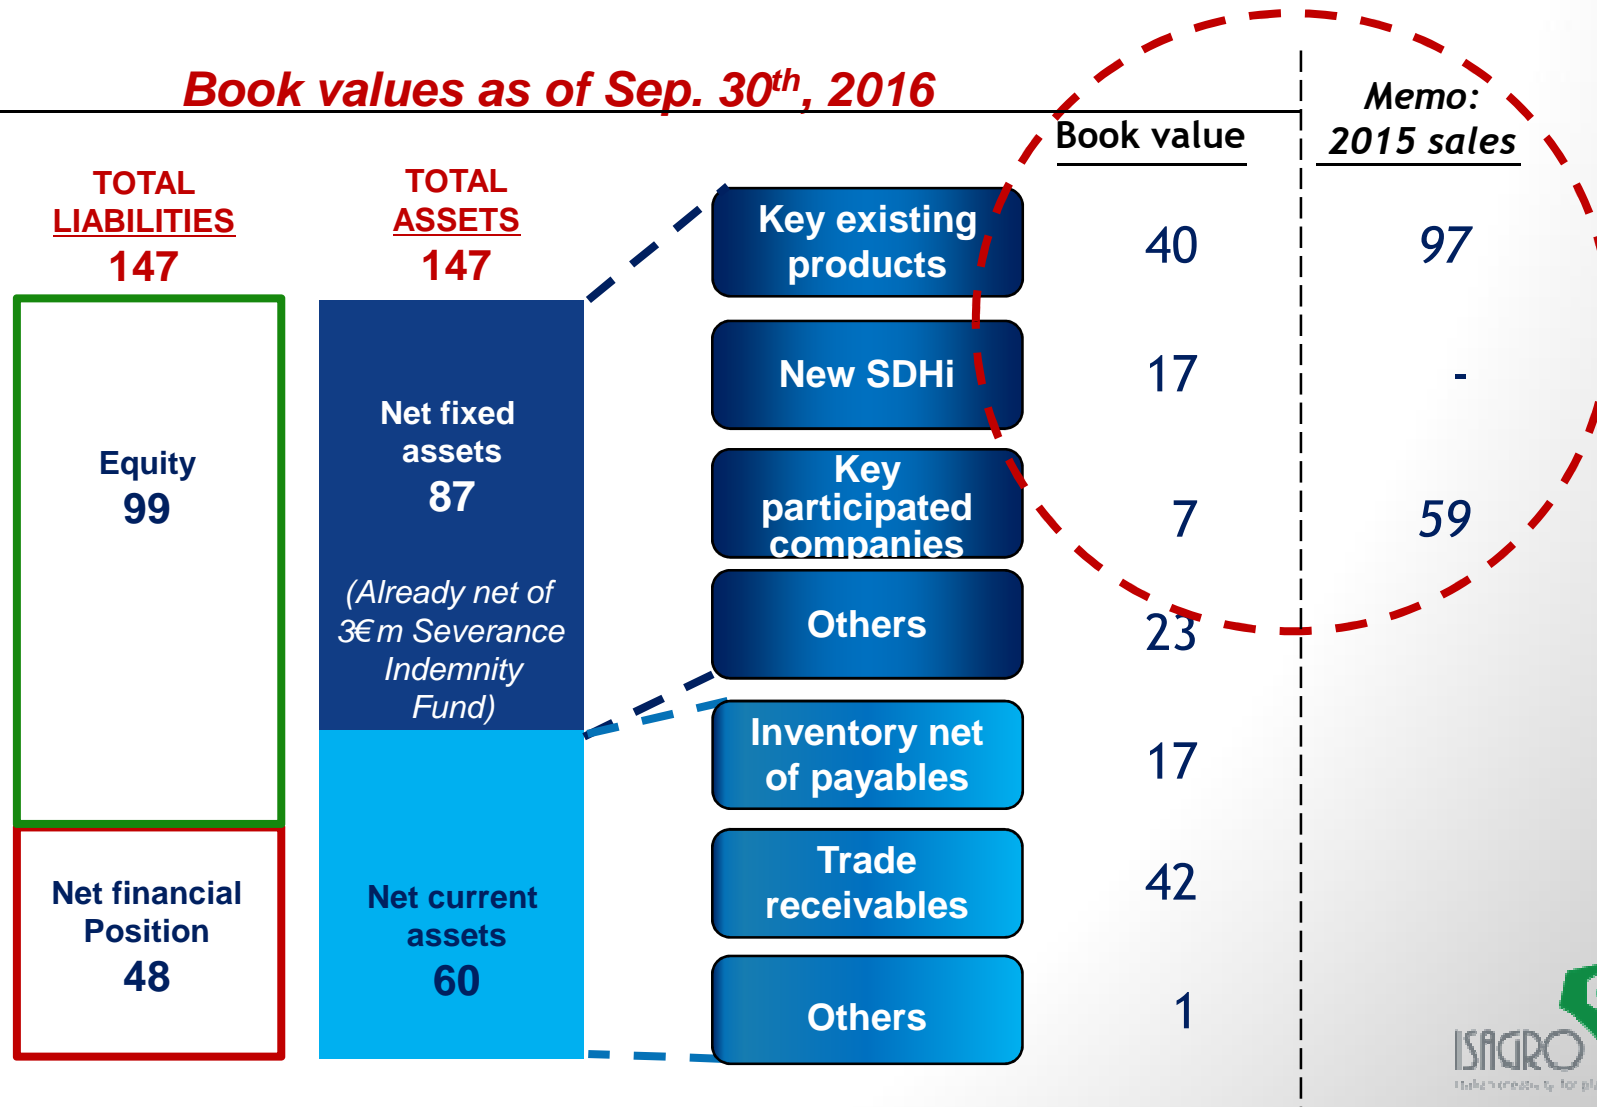 Book values as of Sep. 30th, 2016
Memo:
2015 sales
Book value
TOTAL
LIABILITIES
147
TOTAL
ASSETS
147
Equity
99
Net financial
Position
48
Net fixed
assets
87
(Already net of
3€m Severance
Indemnity
Fund)
Net current
assets
60
Key existing
products
40
97
New SDHi
17
-
Key
participated
companies
7
59
Others
23
Inventory net
of payables
17
Trade
receivables
42
Others
1
ISAGRO